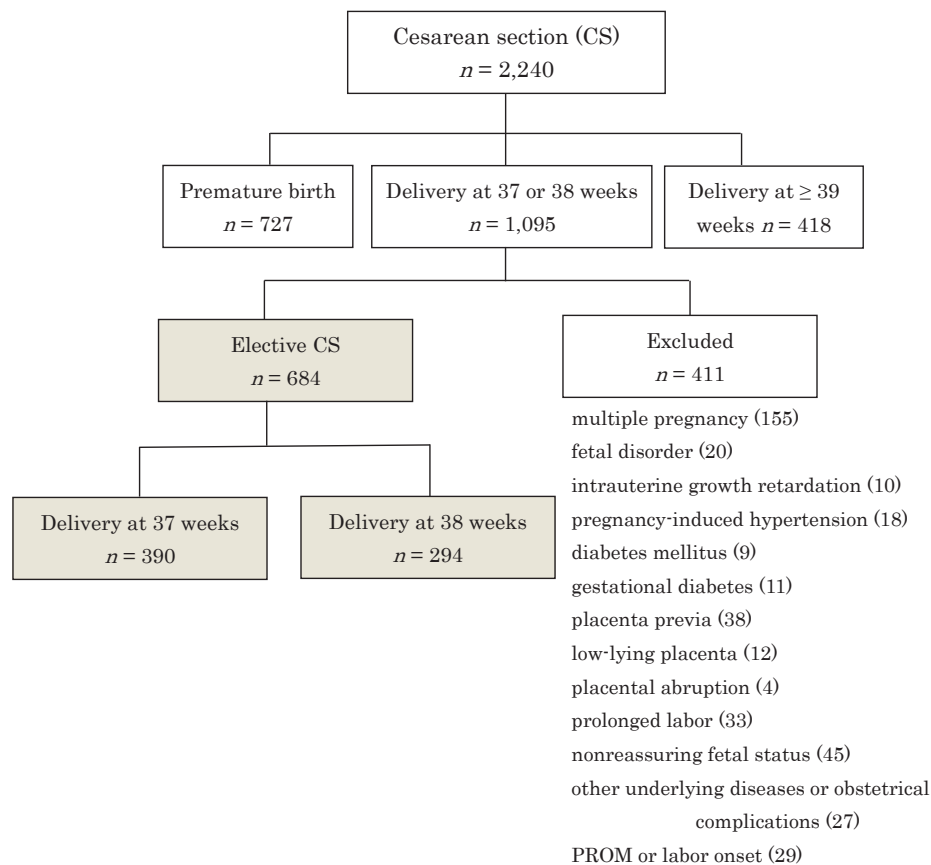 Cesarean section (CS)
n = 2,240
Premature birth
n = 727
Delivery at 37 or 38 weeks
n = 1,095
Delivery at ≥ 39
weeks n = 418
Elective CS
n = 684
Excluded
n = 411
Delivery at 37 weeks
n = 390
Delivery at 38 weeks
n = 294
multiple pregnancy (155)
fetal disorder (20)
intrauterine growth retardation (10)
pregnancy-induced hypertension (18)
diabetes mellitus (9)
gestational diabetes (11)
placenta previa (38)
low-lying placenta (12)
placental abruption (4)
prolonged labor (33)
nonreassuring fetal status (45)
other underlying diseases or obstetrical
complications (27)
PROM or labor onset (29)